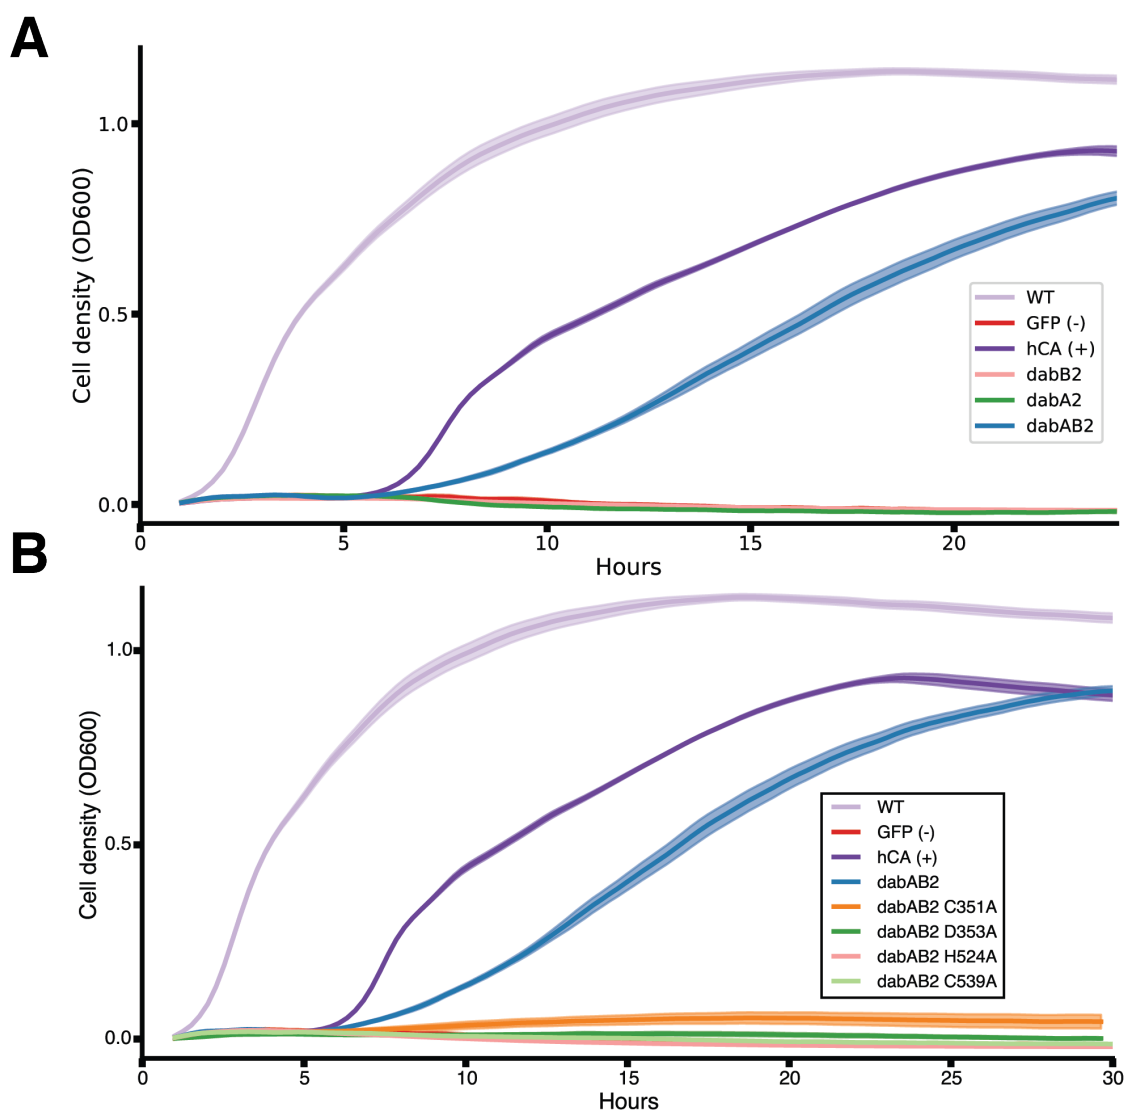 A
Cell density (OD600)
1.0
0.5
0.0
WT
GFP (-)
hCA (+)
dabB2
dabA2
dabAB2
0 5 10 15 20
Hours
B
Cell density (OD600)
1.0
0.5
0.0
WT
GFP (-)
hCA (+)
dabAB2
dabAB2 C351A
dabAB2 D353A
dabAB2 H524A
dabAB2 C539A
0 5 10 15 20 25 30
Hours